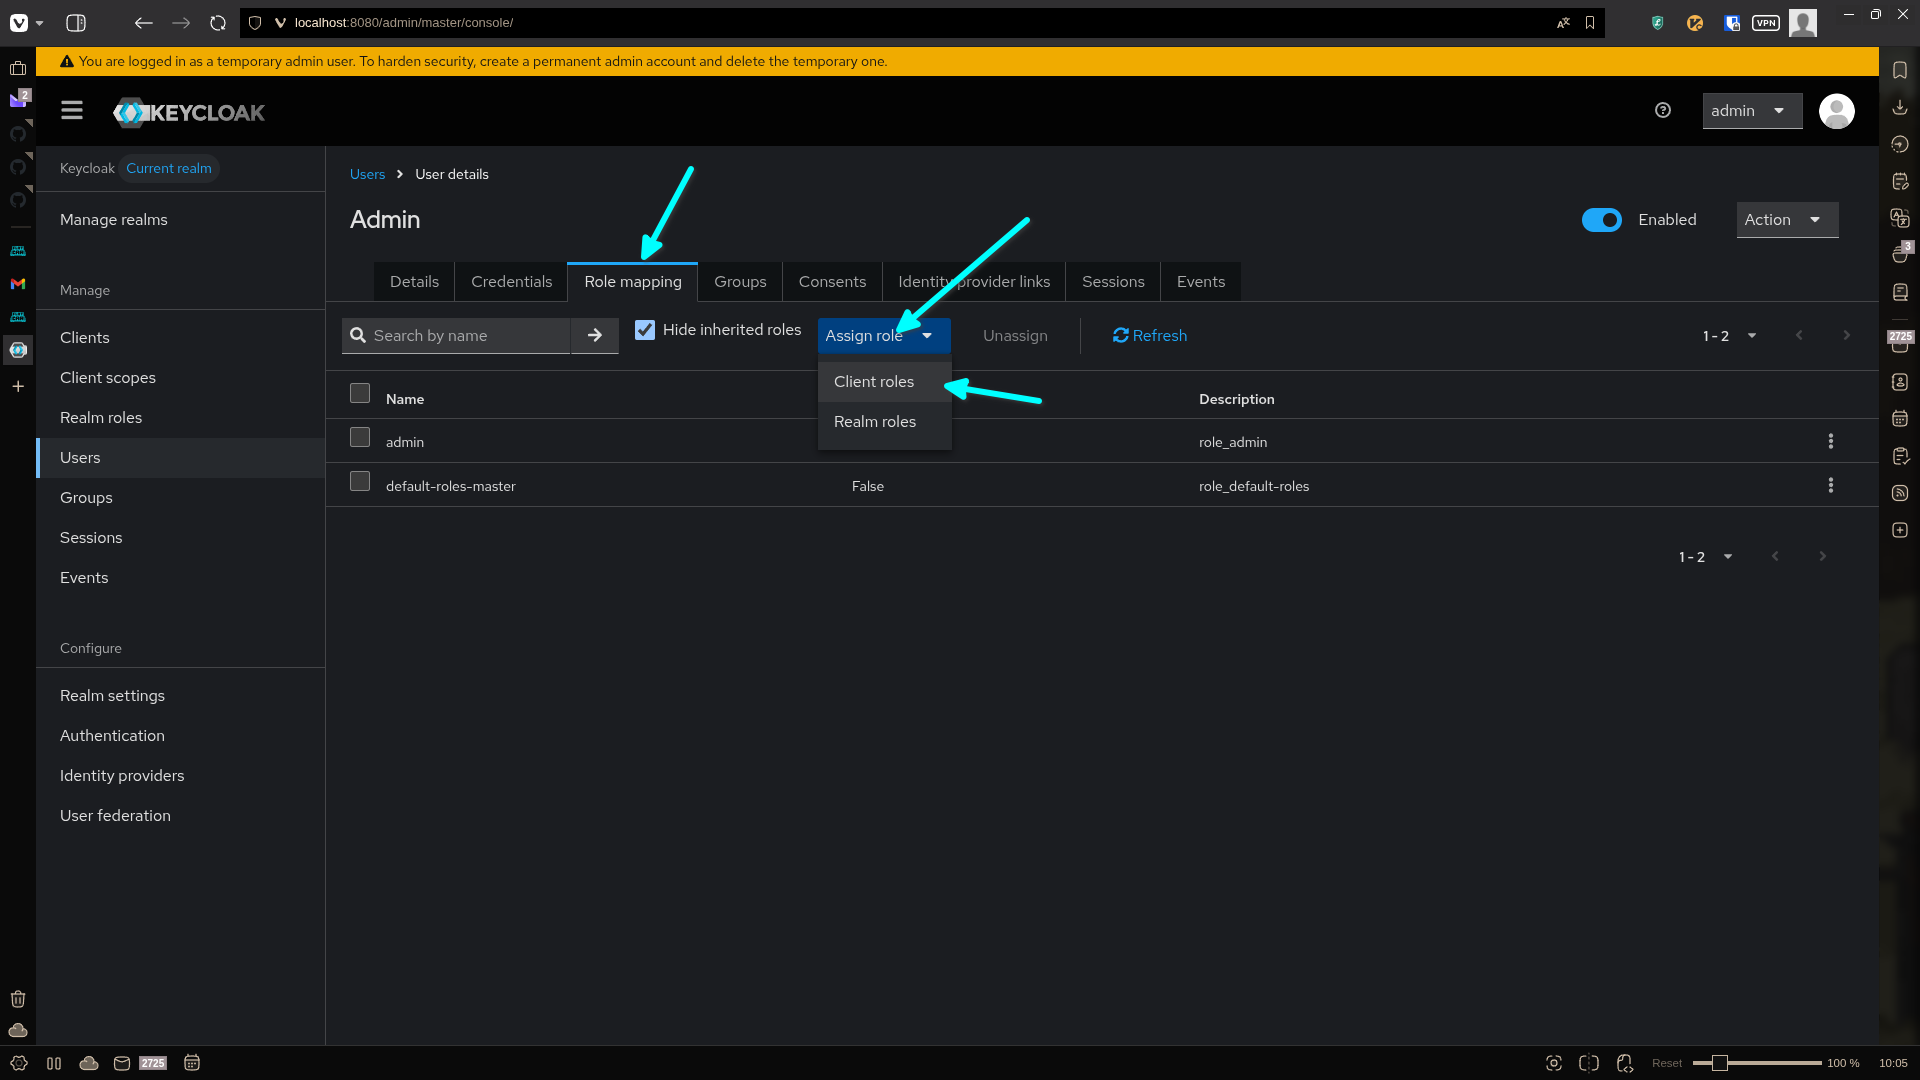 localhost:8080/admin/master/console/
VPN
You are logged in as a temporary admin user. To harden security, create a permanent admin account and delete the temporary one.
2
KEYCLOAK
admin
Keycloak Current realm
Manage realms
Manage
Clients
Client scopes
Realm roles
Users
Groups
Sessions
Events
Configure
Realm settings
Authentication
Identity providers
User federation
Users User details
Admin
Enabled
Action
Details Credentials Role mapping Groups Consents Identity provider links Sessions Events
Search by name
Hide inherited roles
Assign role
Unassign
Refresh
1 - 2
Client roles
Realm roles
Name Description
admin role_admin
default-roles-master False role_default-roles
1 - 2
3
2725
2725
Reset
100 %
10:05